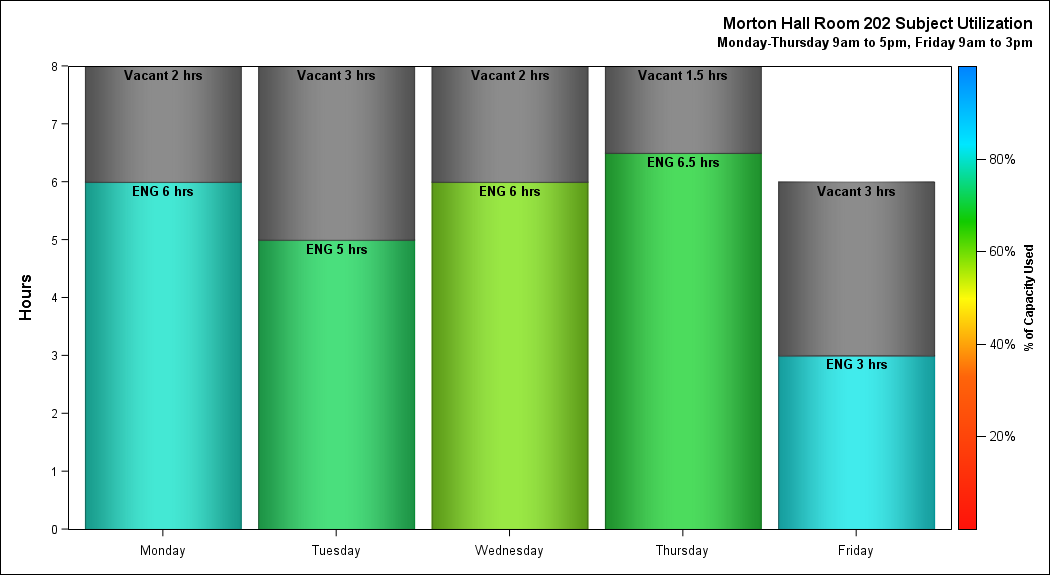 Morton Hall Room 202 Subject Utilization
Monday-Thursday 9am to 5pm, Friday 9am to 3pm
Hours
8
7
6
5
4
3
2
1
0
Vacant 2 hrs
ENG 6 hrs
Vacant 3 hrs
ENG 5 hrs
Vacant 2 hrs
ENG 6 hrs
Vacant 1.5 hrs
ENG 6.5 hrs
Vacant 3 hrs
ENG 3 hrs
Monday
Tuesday
Wednesday
Thursday
Friday
80%
60%
40%
20%
% of Capacity Used